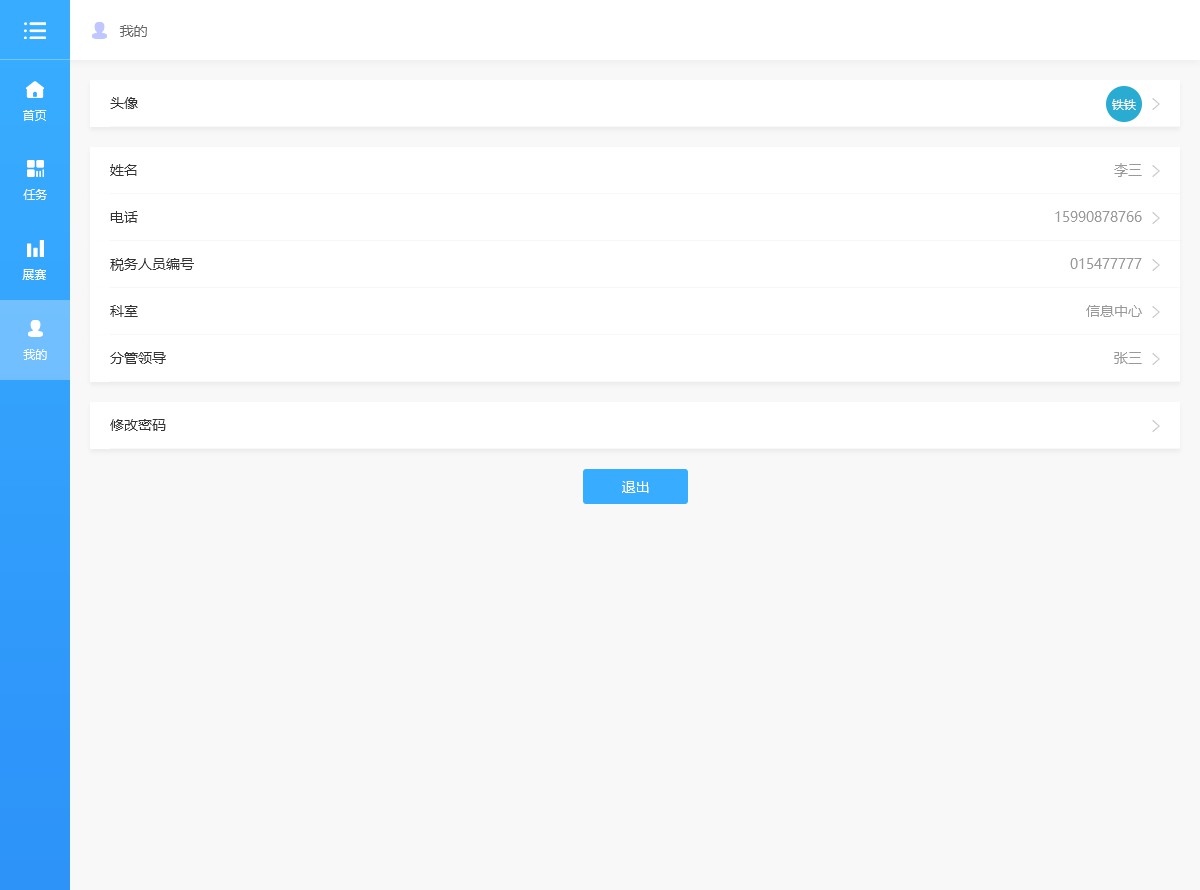 我的
首页
任务
展赛
我的
头像 铁铁
姓名 李三
电话 15990878766
税务人员编号 015477777
科室 信息中心
分管领导 张三
修改密码
退出